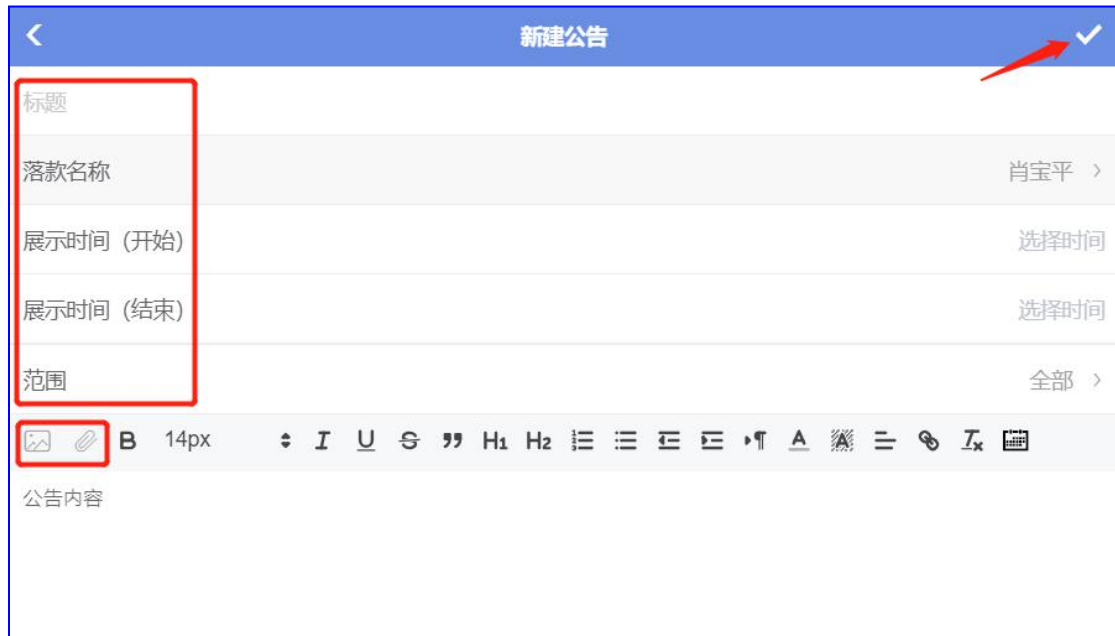 新建公告
标题
落款名称 肖宝平
展示时间（开始） 选择时间
展示时间（结束） 选择时间
范围 全部
B 14px I U S H1 H2 A A Tx
公告内容